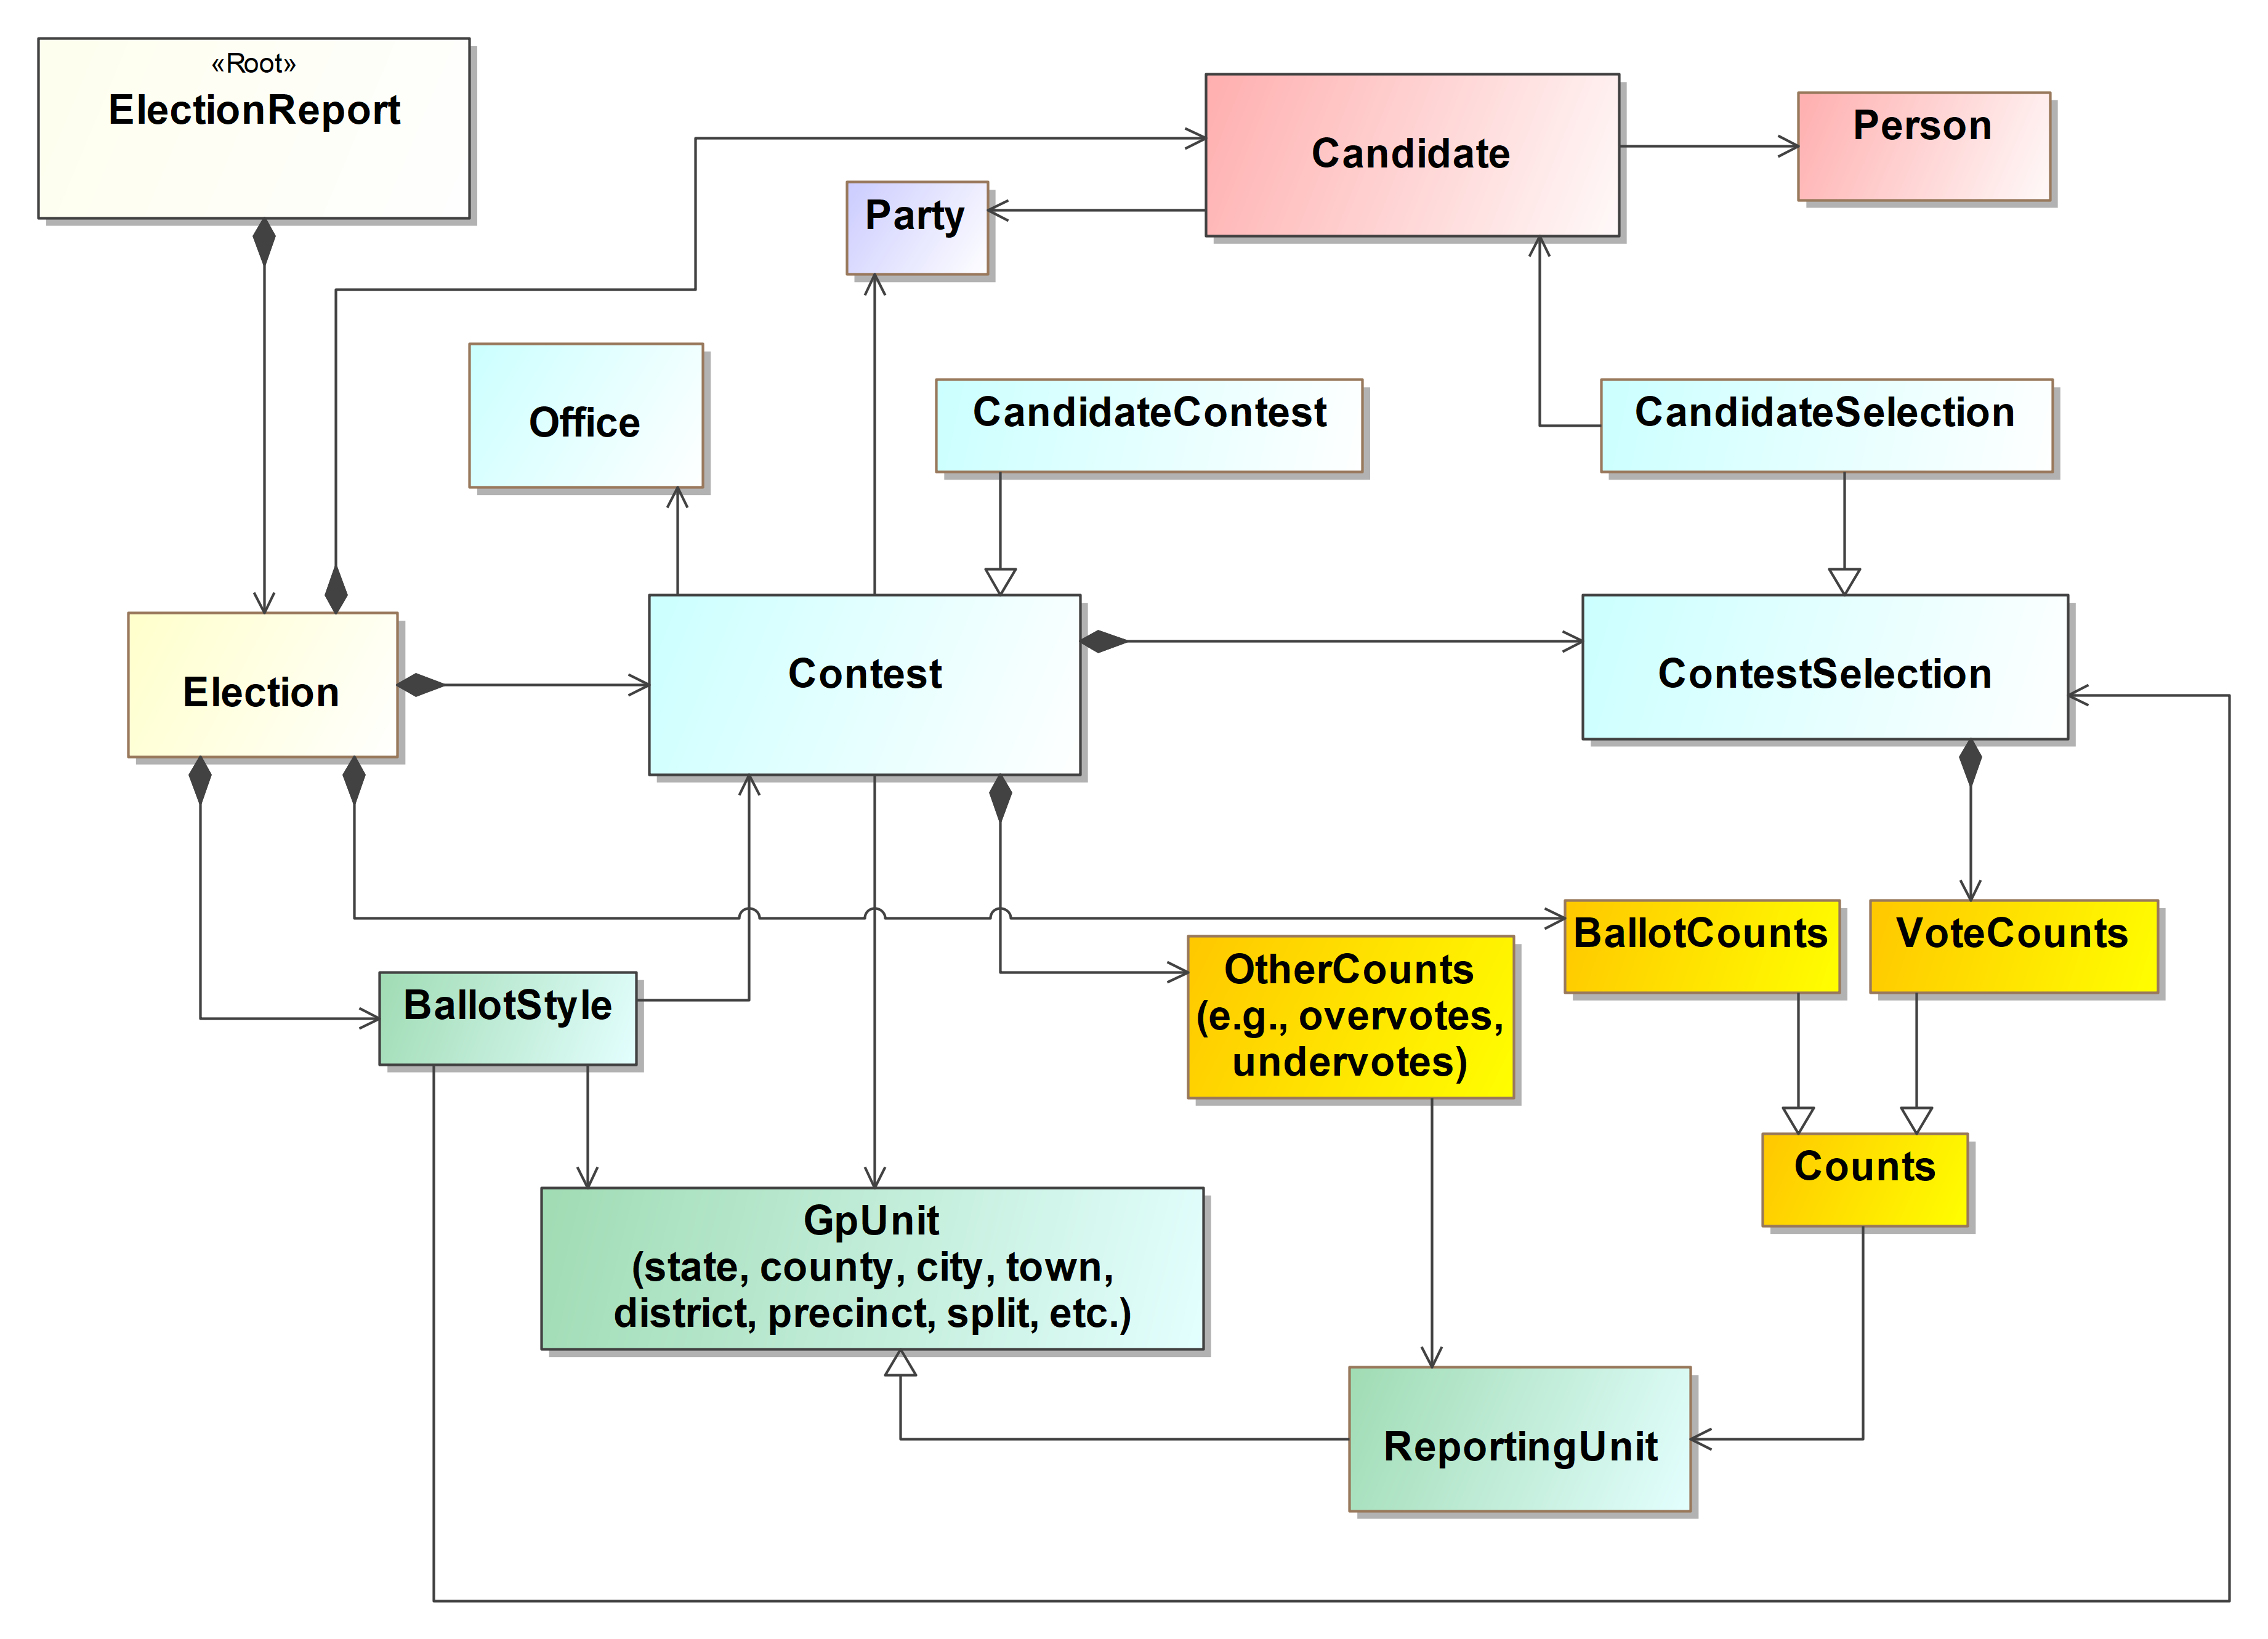 «Root»
ElectionReport
Candidate
Person
Party
Office
CandidateContest
CandidateSelection
Election
Contest
ContestSelection
BallotStyle
OtherCounts
(e.g., overvotes,
undervotes)
BallotCounts
VoteCounts
Counts
GpUnit
(state, county, city, town,
district, precinct, split, etc.)
ReportingUnit